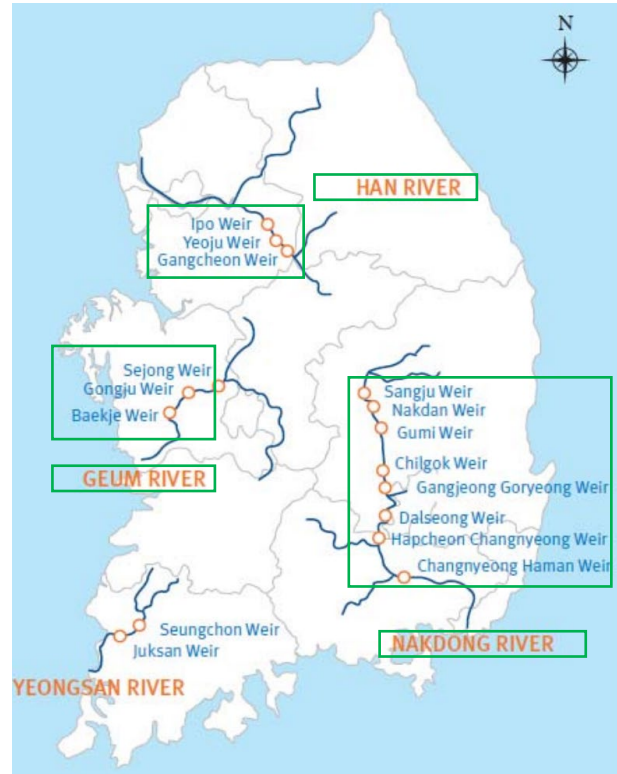 N
HAN RIVER
Ipo Weir
Yeoju Weir
Gangcheon Weir
Sejong Weir
Gongju Weir
Baekje Weir
GEUM RIVER
Sangju Weir
Nakdan Weir
Gumi Weir
Chilgok Weir
Gangjeong Goryeong Weir
Dalseong Weir
Hapcheon Changnyeong Weir
Changnyeong Haman Weir
NAKDONG RIVER
Seungchon Weir
Juksan Weir
YEONGSAN RIVER